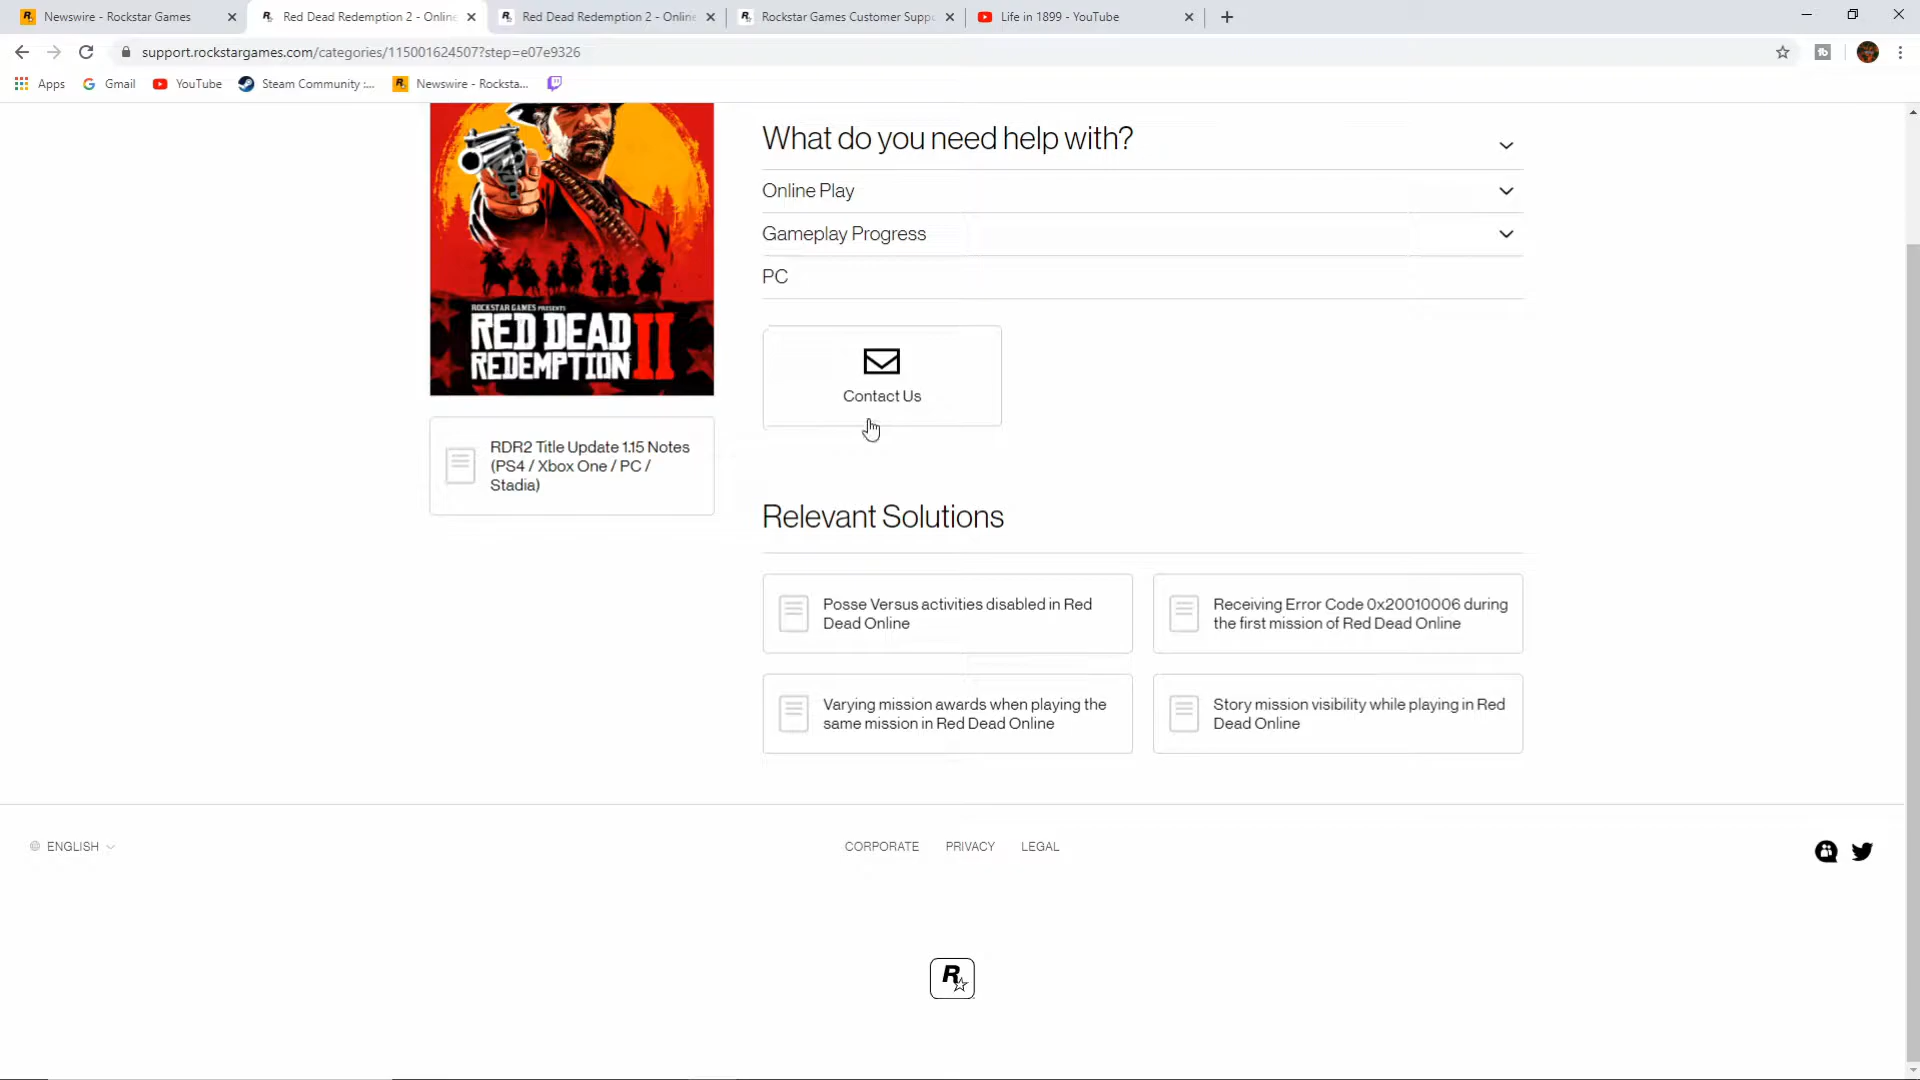 Newswire - Rockstar Games
Red Dead Redemption 2 - Online
Red Dead Redemption 2 - Online
Rockstar Games Customer Suppo
Life in 1899 - YouTube
support.rockstargames.com/categories/115001624507?step=e07e9326
Apps
Gmail
YouTube
Steam Community :...
Newswire - Rocksta...
What do you need help with?
Online Play
Gameplay Progress
PC
ROCKSTAR GAMES PRESENTS
RED DEAD
REDEMPTION II
Contact Us
RDR2 Title Update 1.15 Notes
(PS4 / Xbox One / PC /
Stadia)
Relevant Solutions
Posse Versus activities disabled in Red
Dead Online
Receiving Error Code 0x20010006 during
the first mission of Red Dead Online
Varying mission awards when playing the
same mission in Red Dead Online
Story mission visibility while playing in Red
Dead Online
ENGLISH
CORPORATE
PRIVACY
LEGAL
R